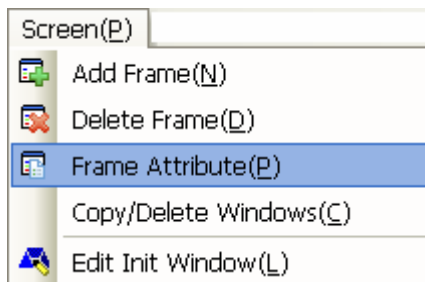 Screen(P)
Add Frame(N)
Delete Frame(D)
Frame Attribute(P)
Copy/Delete Windows(C)
Edit Init Window(L)